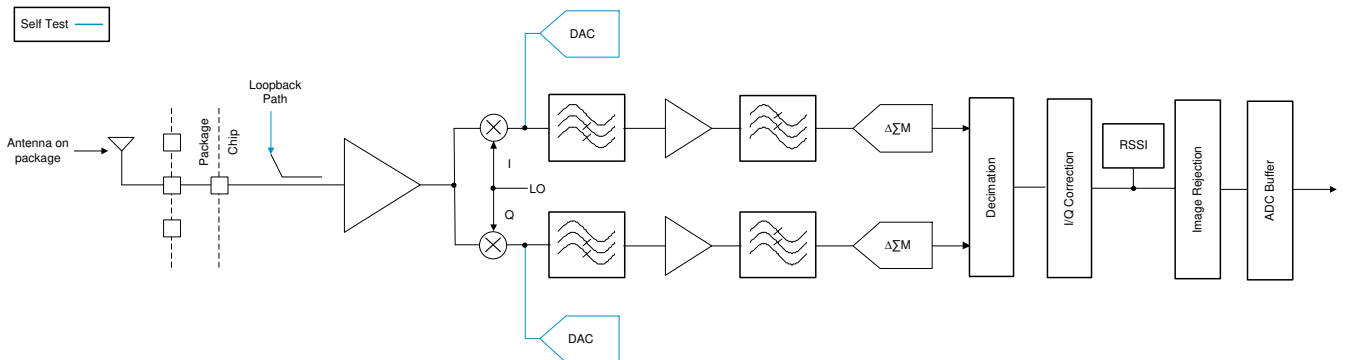 Self Test
DAC
Loopback
Path
Antenna on
package
Package
Chip
I
LO
Q
ΔΣM
ΔΣM
Decimation
I/Q Correction
RSSI
Image Rejection
ADC Buffer
DAC